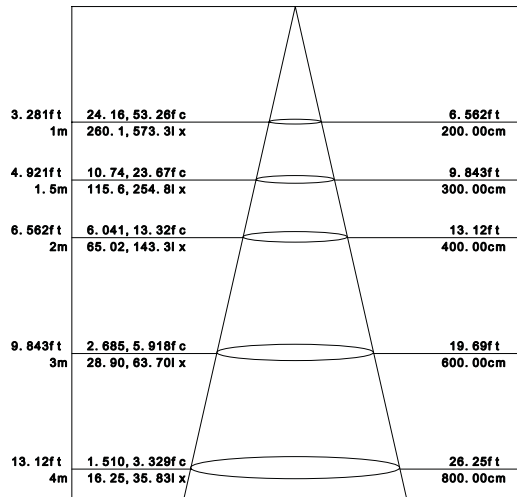 3.281ft 24.16,53.26fc 6.562ft
1m 260.1,573.3lx 200.00cm
4.921ft 10.74,23.67fc 9.843ft
1.5m 115.6,254.8lx 300.00cm
6.562ft 6.041,13.32fc 13.12ft
2m 65.02,143.3lx 400.00cm
9.843ft 2.685,5.918fc 19.69ft
3m 28.90,63.70lx 600.00cm
13.12ft 1.510,3.329fc 26.25ft
4m 16.25,35.83lx 800.00cm